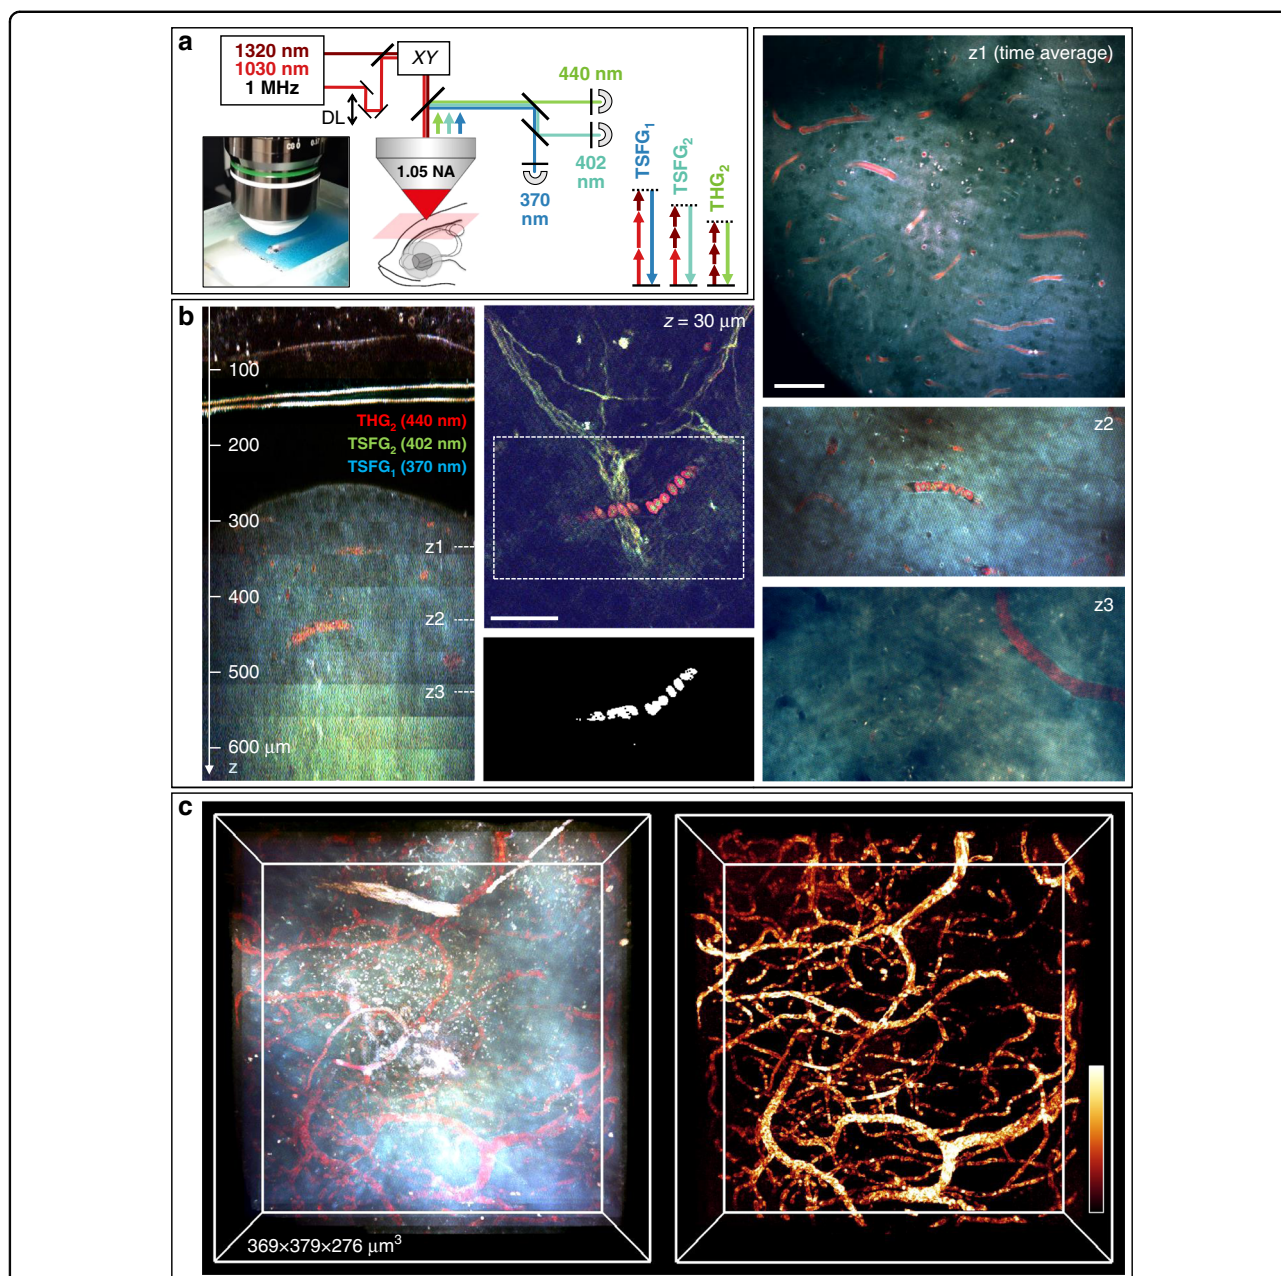 a
1320 nm
1030 nm
1 MHz
DL
XY
1.05 NA
440 nm
402
nm
370
nm
TSFG1
TSFG2
THG2
z1 (time average)
b
100
200
300
400
500
600 µm
z
THG2 (440 nm)
TSFG2 (402 nm)
TSFG1 (370 nm)
z1
z2
z3
z = 30 µm
z2
z3
c
369×379×276 µm³